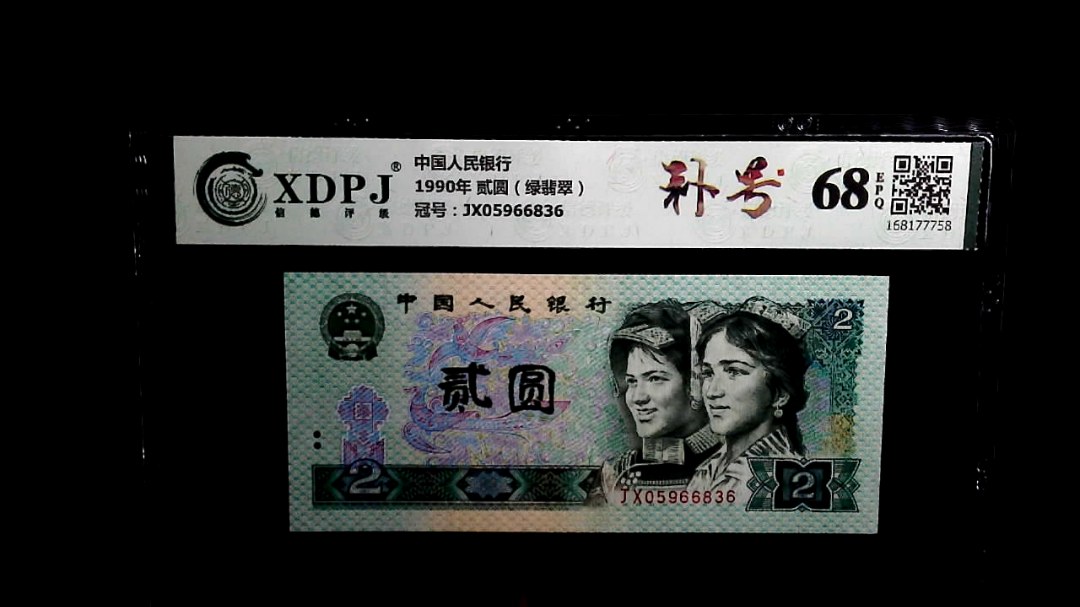 XDPJ®
信德评级
中国人民银行
1990年 贰圆（绿翡翠）
冠号：JX05966836
补号
68
EPQ
168177758
中国人民银行
2
贰圆
2
JX05966836
2